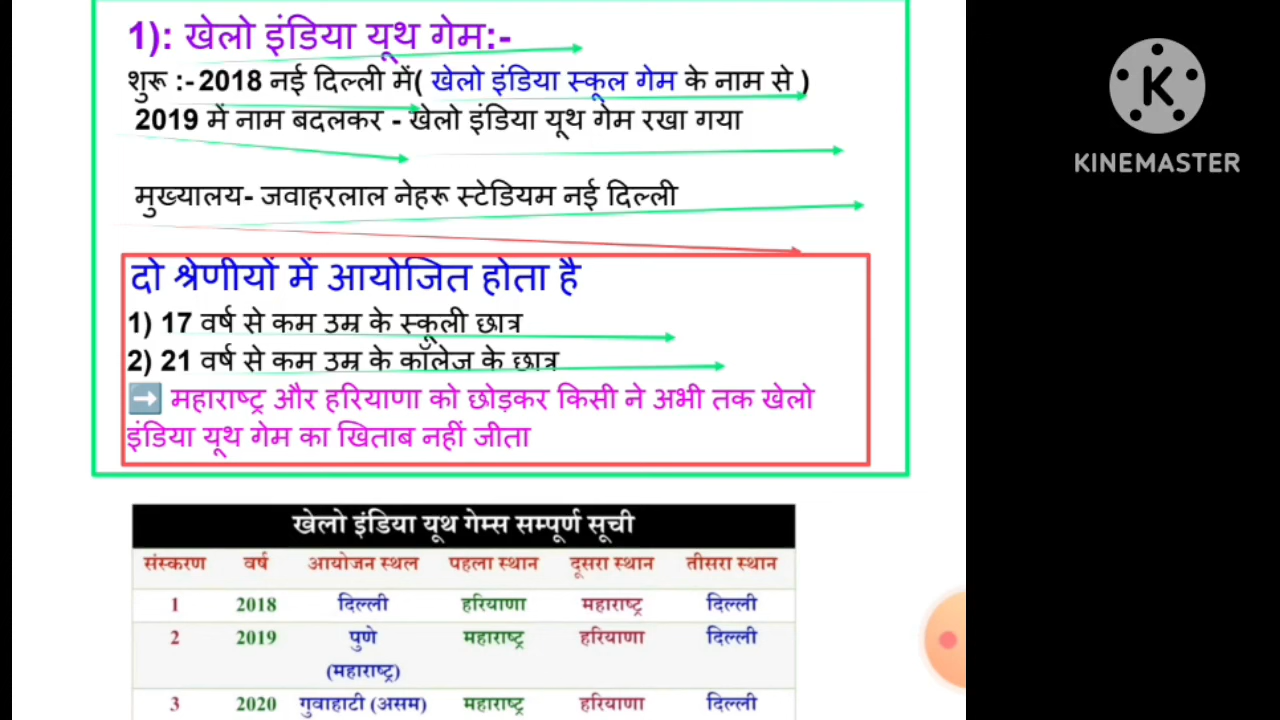 1): खेलो इंडिया यूथ गेम:-
शुरू :- 2018 नई दिल्ली में( खेलो इंडिया स्कूल गेम के नाम से )
2019 में नाम बदलकर - खेलो इंडिया यूथ गेम रखा गया
मुख्यालय- जवाहरलाल नेहरू स्टेडियम नई दिल्ली
दो श्रेणीयों में आयोजित होता है
1) 17 वर्ष से कम उम्र के स्कूली छात्र
2) 21 वर्ष से कम उम्र के कॉलेज के छात्र
➡️ महाराष्ट्र और हरियाणा को छोड़कर किसी ने अभी तक खेलो
इंडिया यूथ गेम का खिताब नहीं जीता
खेलो इंडिया यूथ गेम्स सम्पूर्ण सूची
संस्करण वर्ष आयोजन स्थल पहला स्थान दूसरा स्थान तीसरा स्थान
1 2018 दिल्ली हरियाणा महाराष्ट्र दिल्ली
2 2019 पुणे महाराष्ट्र हरियाणा दिल्ली
(महाराष्ट्र)
3 2020 गुवाहाटी (असम) महाराष्ट्र हरियाणा दिल्ली
K
KINEMASTER